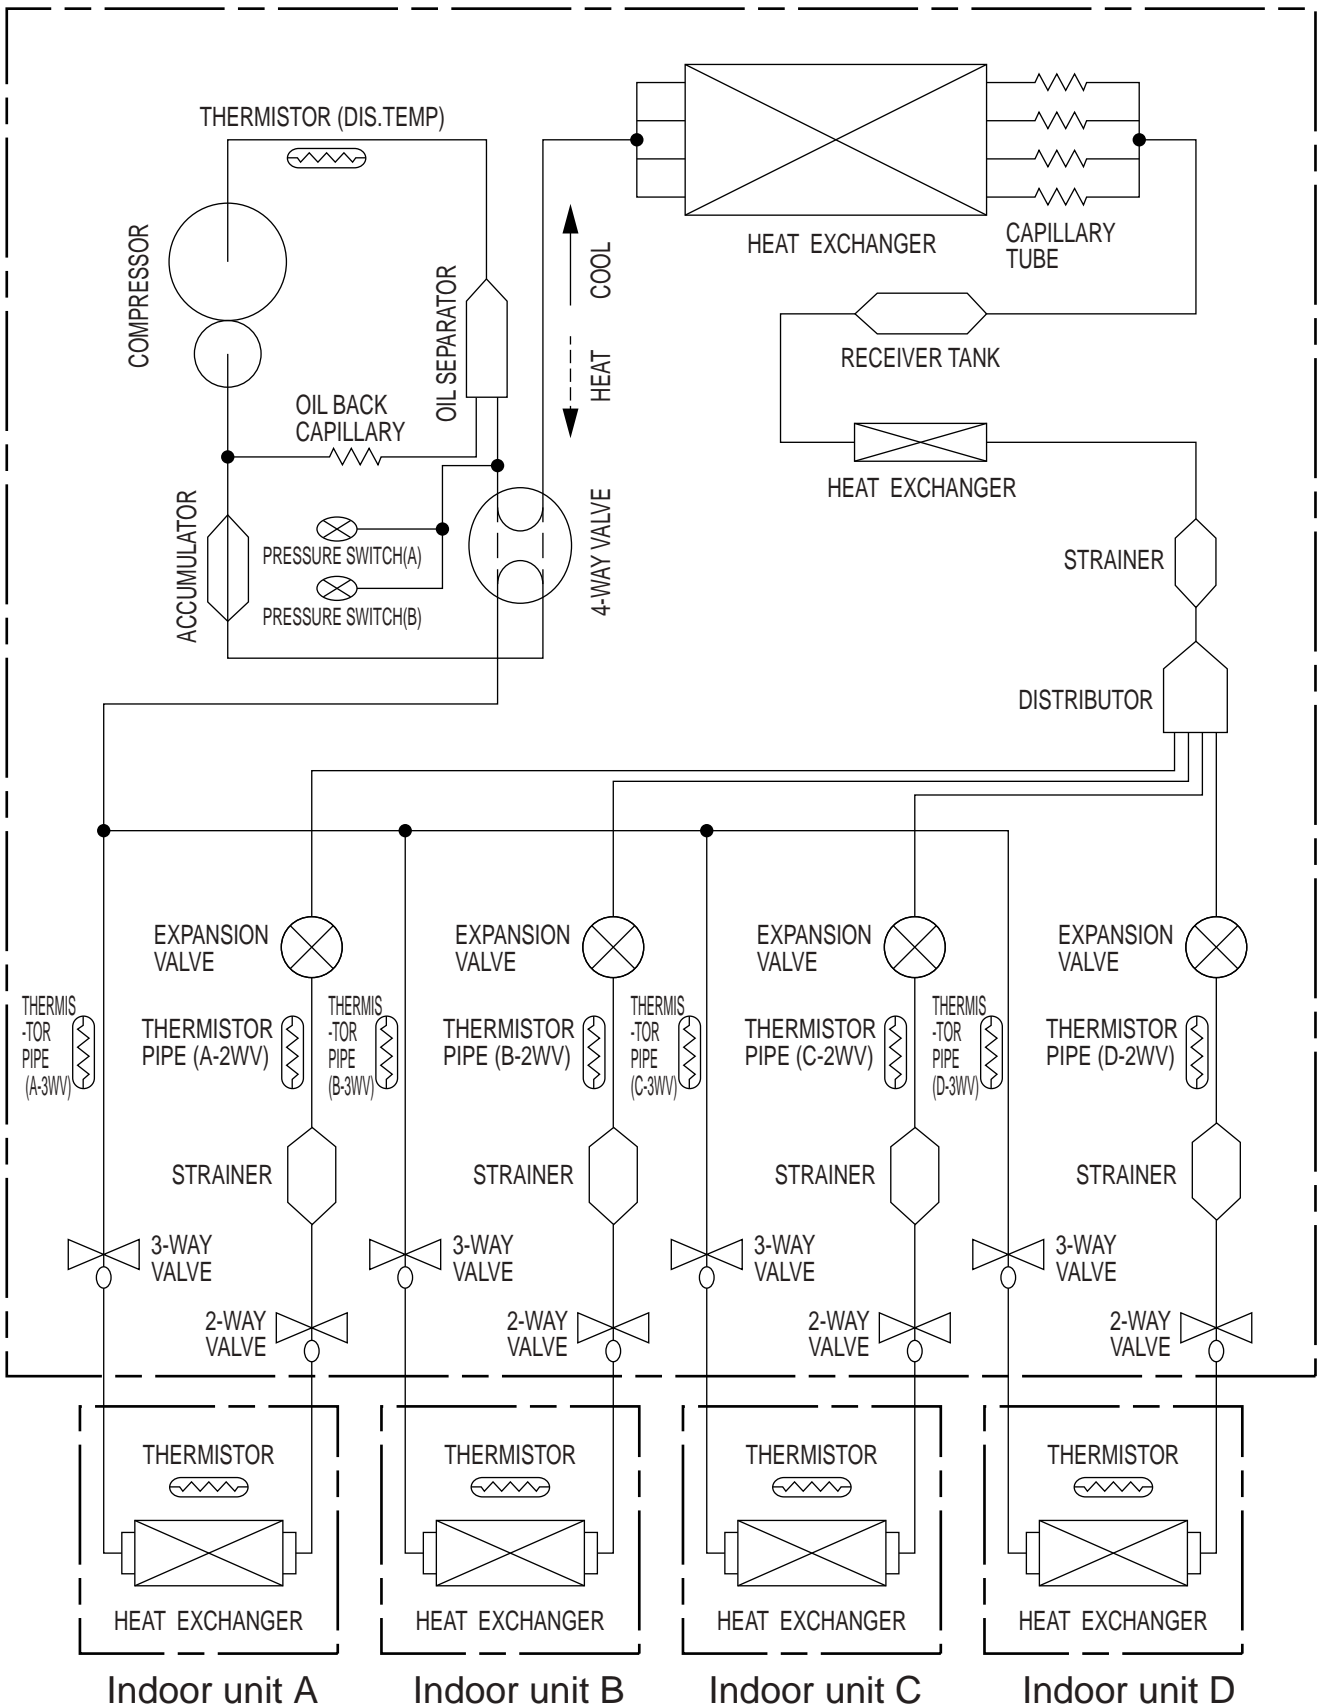 THERMISTOR (DIS.TEMP)
COMPRESSOR
OIL SEPARATOR
COOL
HEAT
HEAT EXCHANGER
CAPILLARY
TUBE
RECEIVER TANK
OIL BACK
CAPILLARY
HEAT EXCHANGER
ACCUMULATOR
PRESSURE SWITCH(A)
PRESSURE SWITCH(B)
4-WAY VALVE
STRAINER
DISTRIBUTOR
EXPANSION
VALVE
EXPANSION
VALVE
EXPANSION
VALVE
EXPANSION
VALVE
THERMIS
-TOR
PIPE
(A-3WV)
THERMISTOR
PIPE (A-2WV)
THERMIS
-TOR
PIPE
(B-3WV)
THERMISTOR
PIPE (B-2WV)
THERMIS
-TOR
PIPE
(C-3WV)
THERMISTOR
PIPE (C-2WV)
THERMIS
-TOR
PIPE
(D-3WV)
THERMISTOR
PIPE (D-2WV)
STRAINER
STRAINER
STRAINER
STRAINER
3-WAY
VALVE
3-WAY
VALVE
3-WAY
VALVE
3-WAY
VALVE
2-WAY
VALVE
2-WAY
VALVE
2-WAY
VALVE
2-WAY
VALVE
THERMISTOR
THERMISTOR
THERMISTOR
THERMISTOR
HEAT EXCHANGER
HEAT EXCHANGER
HEAT EXCHANGER
HEAT EXCHANGER
Indoor unit A
Indoor unit B
Indoor unit C
Indoor unit D